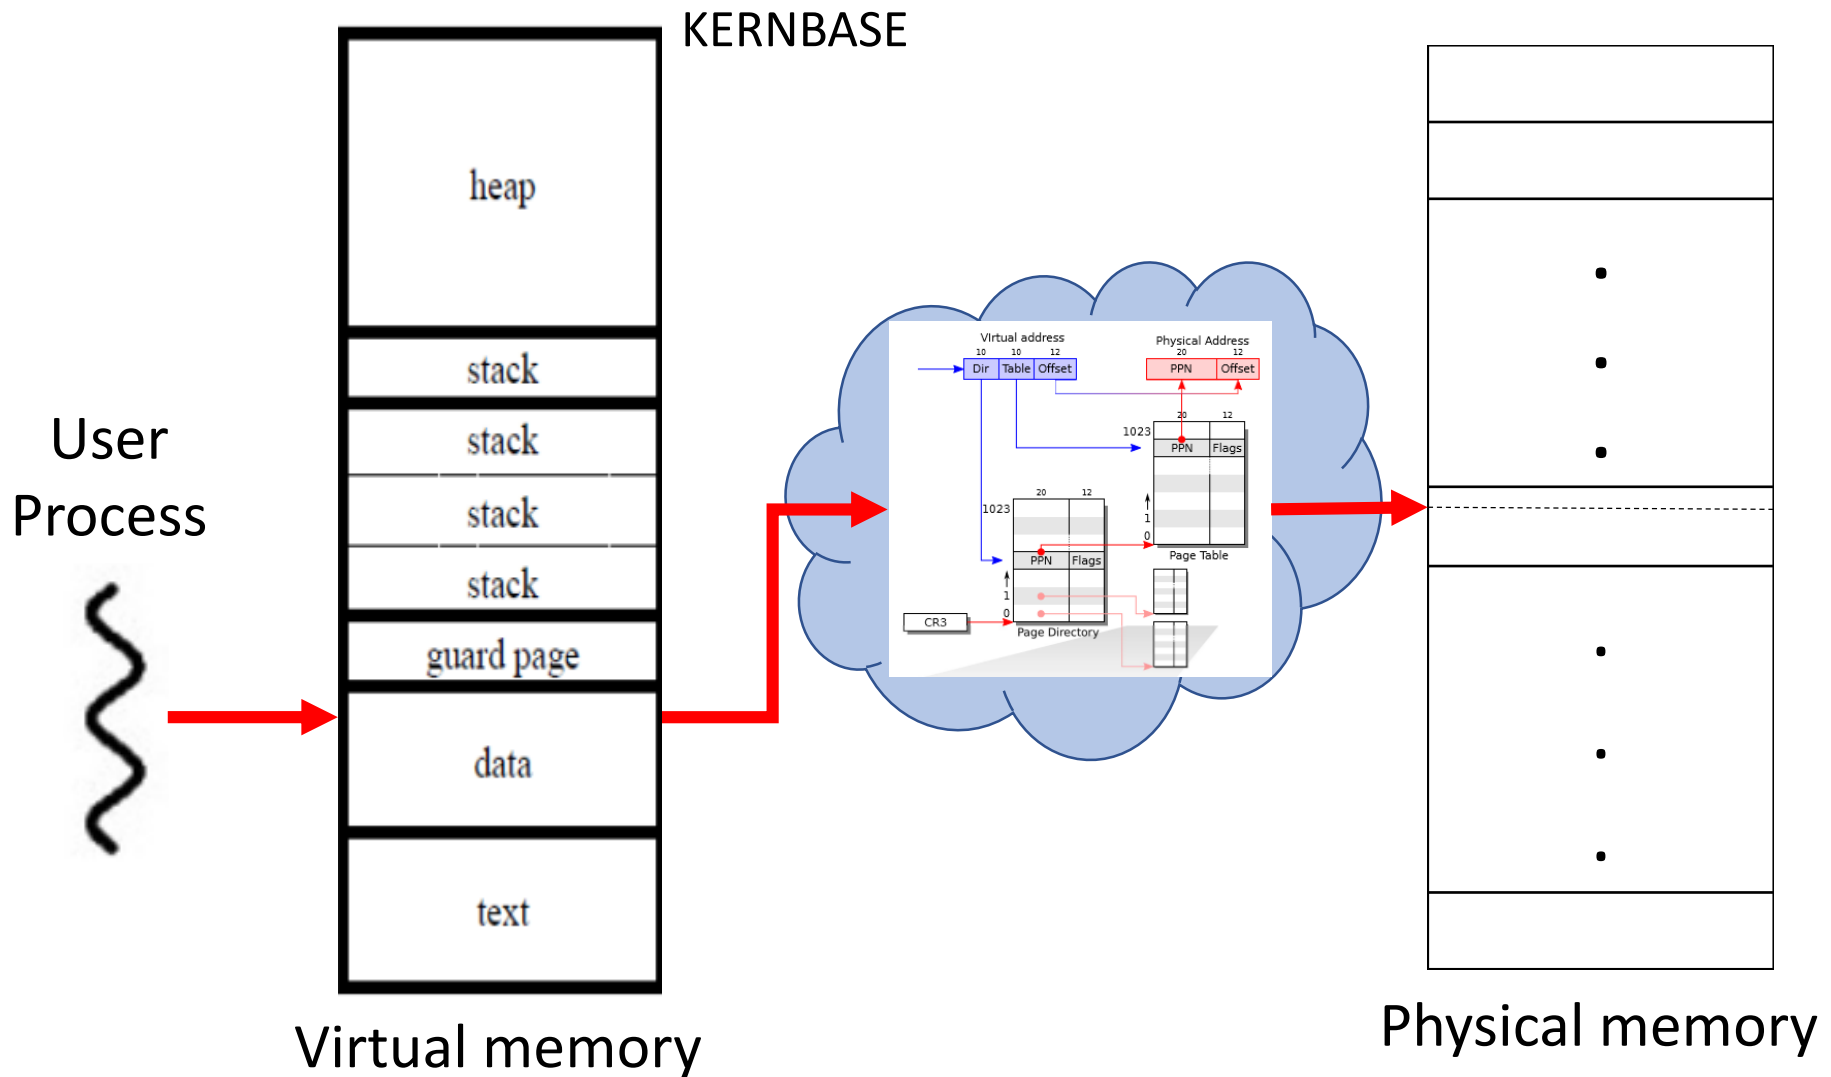 KERNBASE
heap
stack
stack
stack
stack
guard page
data
text
User
Process
Virtual memory
VIrtual address
10 10 12
Dir Table Offset
Physical Address
20 12
PPN Offset
20 12
1023
PPN Flags
1
0
Page Table
20 12
1023
PPN Flags
1
0
CR3
Page Directory
Physical memory